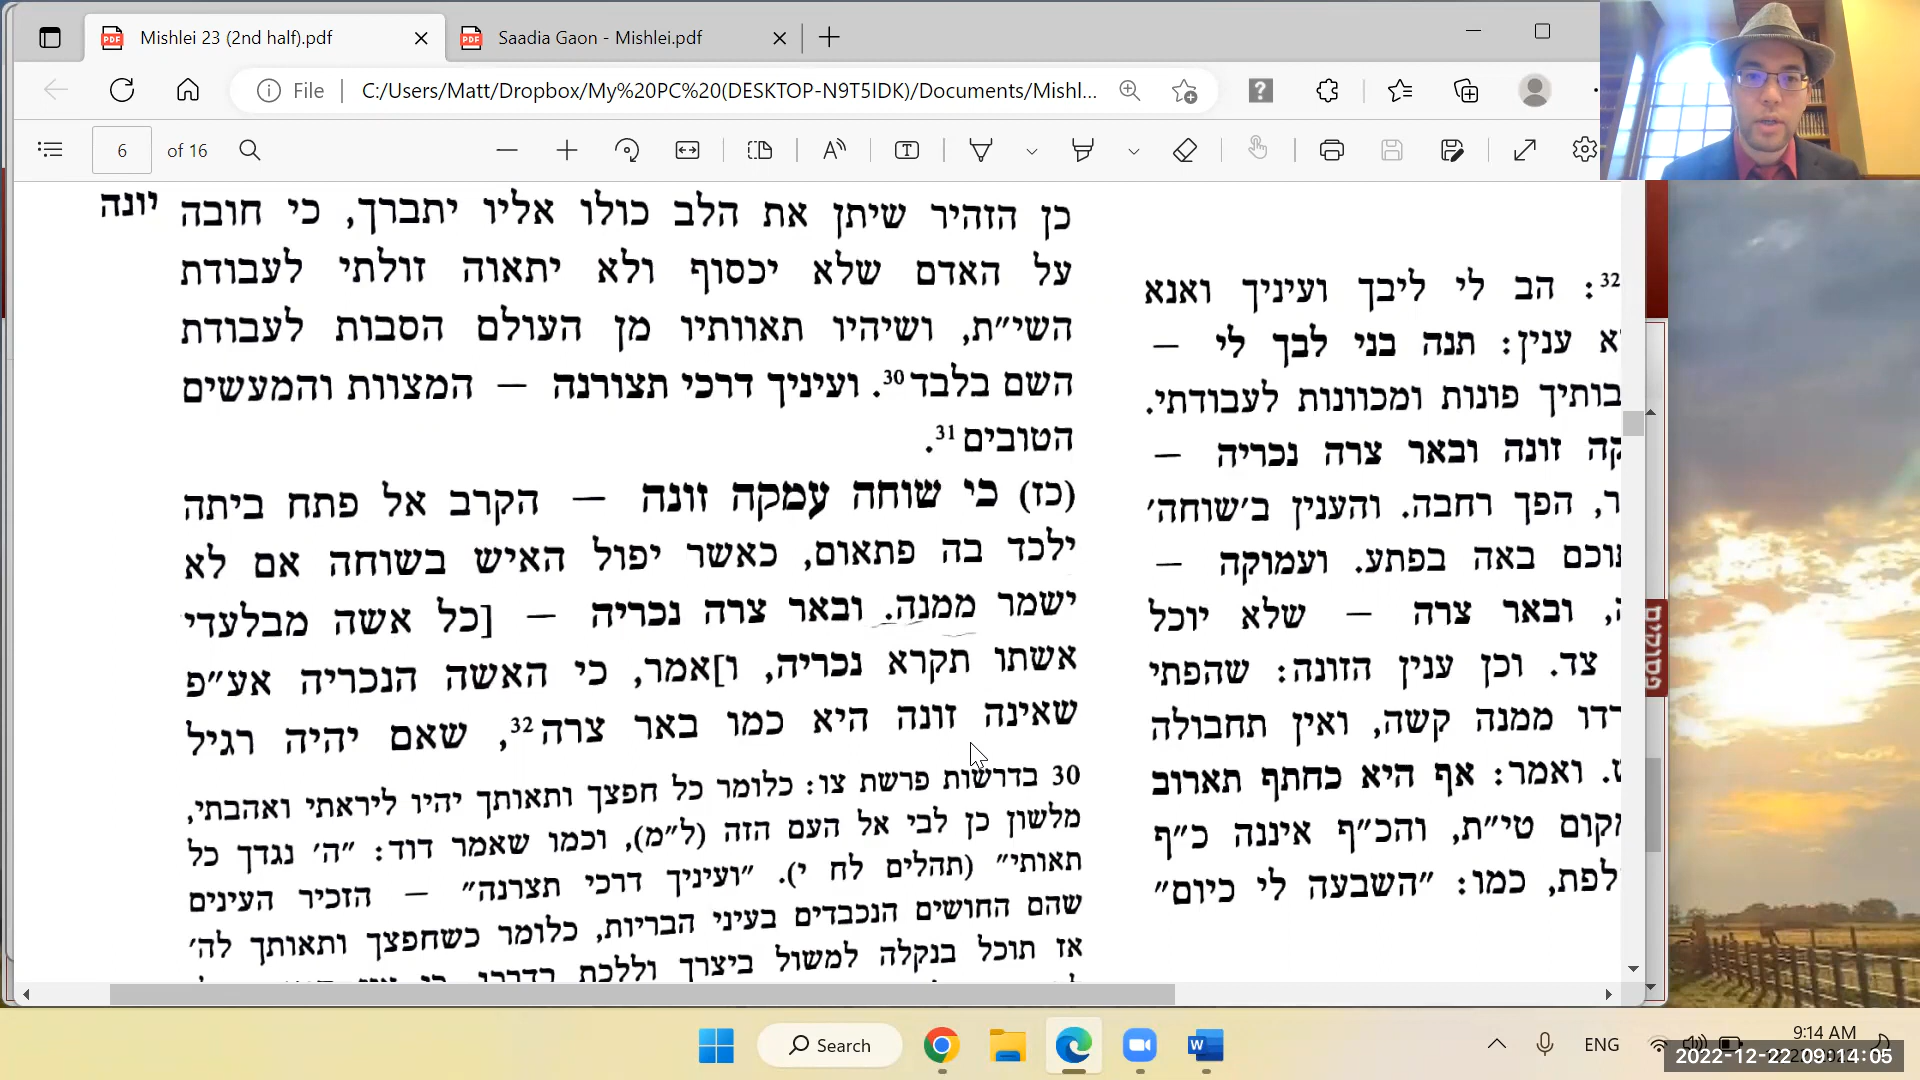 Mishlei 23 (2nd half).pdf
Saadia Gaon - Mishlei.pdf
File
C:/Users/Matt/Dropbox/My%20PC%20(DESKTOP-N9T5IDK)/Documents/Mishl...
6 of 16
יונה
כן הזהיר שיתן את הלב כולו אליו יתברך, כי חובה
על האדם שלא יכסוף ולא יתאוה זולתי לעבודת
השי״ת, ושיהיו תאוותיו מן העולם הסבות לעבודת
השם בלבד30. ועיניך דרכי תצורנה — המצוות והמעשים
הטובים31.
(כז) כי שוחה עמקה זונה — הקרב אל פתח ביתה
ילכד בה פתאום, כאשר יפול האיש בשוחה אם לא
ישמר ממנה. ובאר צרה נכריה — [כל אשה מבלעדי
אשתו תקרא נכריה, ו]אמר, כי האשה הנכריה אע״פ
שאינה זונה היא כמו באר צרה32, שאם יהיה רגיל
30 בדרשות פרשת צו: כלומר כל חפצך ותאותך יהיו ליראתי ואהבתי,
מלשון כן לבי אל העם הזה (ל״מ), וכמו שאמר דוד: ״ה׳ נגדך כל
תאותי״ (תהלים לח י). ״ועיניך דרכי תצרנה״ — הזכיר העינים
שהם החושים הנכבדים בעיני הבריות, כלומר כשחפצך ותאותך לה׳
אז תוכל בנקלה למשול ביצרך וללכת בדרכי
32: הב לי ליבך ועיניך ואנא
א ענין: תנה בני לבך לי —
בותיך פונות ומכוונות לעבודתי.
קה זונה ובאר צרה נכריה —
ר, הפך רחבה. והענין ב׳שוחה׳
תוכם באה בפתע. ועמוקה —
ה, ובאר צרה — שלא יוכל
צד. וכן ענין הזונה: שהפתי
רדו ממנה קשה, ואין תחבולה
ש. ואמר: אף היא כחתף תארוב
קום טי״ת, והכ״ף איננה כ״ף
לפת, כמו: ״השבעה לי כיום״
פסוקים
Search
ENG
9:14 AM
2022-12-22 09:14:05